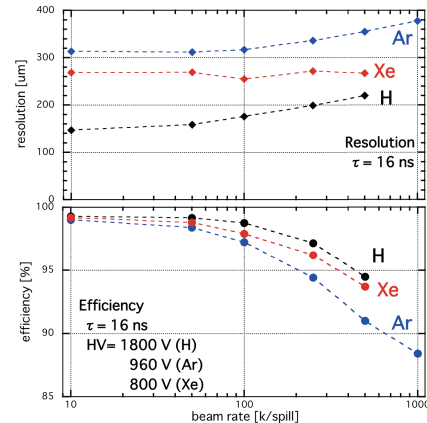 400
300
200
100
0
resolution [um]
Ar
Xe
H
Resolution
τ = 16 ns
100
95
90
85
efficiency [%]
H
Xe
Ar
Efficiency
τ = 16 ns
HV= 1800 V (H)
960 V (Ar)
800 V (Xe)
10
100
1000
beam rate [k/spill]